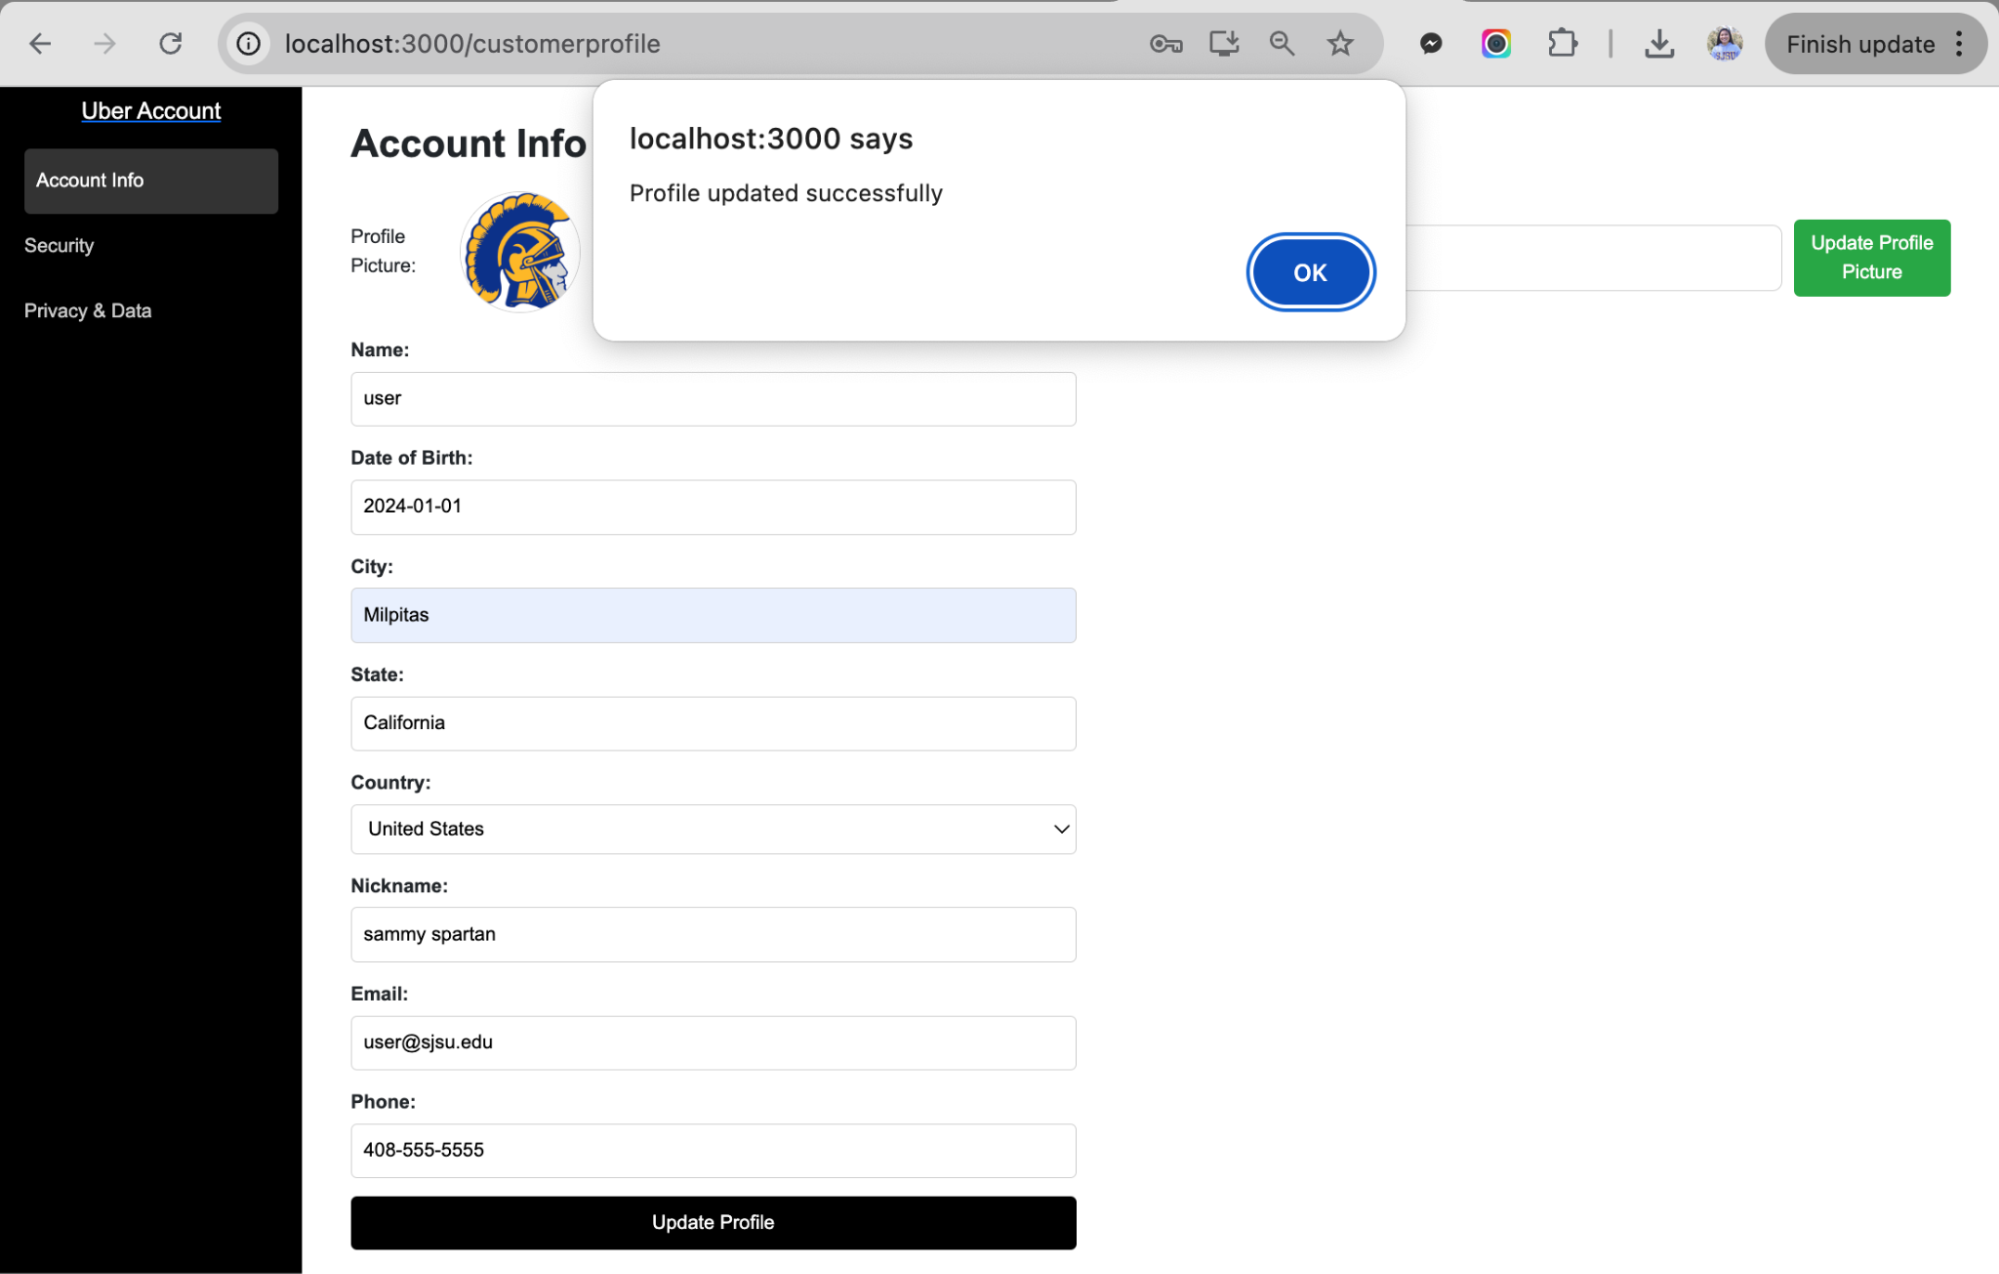 localhost:3000/customerprofile
Finish update
Uber Account
Account Info
Security
Privacy & Data
Account Info
localhost:3000 says
Profile updated successfully
OK
Profile
Picture:
Update Profile
Picture
Name:
user
Date of Birth:
2024-01-01
City:
Milpitas
State:
California
Country:
United States
Nickname:
sammy spartan
Email:
user@sjsu.edu
Phone:
408-555-5555
Update Profile